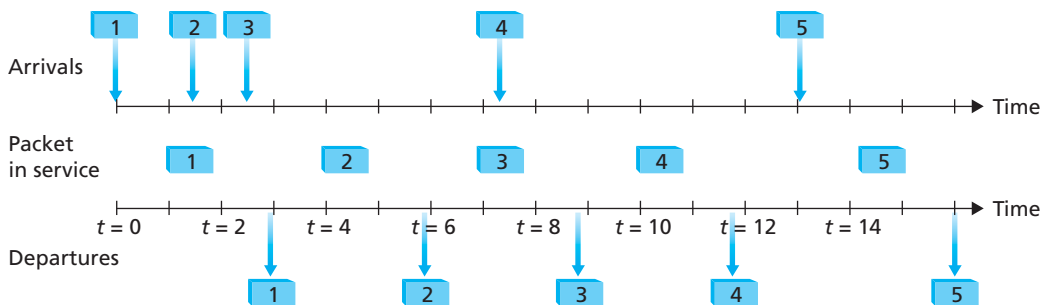 1 2 3 4 5
Arrivals
Time
Packet
in service
1 2 3 4 5
Time
t = 0 t = 2 t = 4 t = 6 t = 8 t = 10 t = 12 t = 14
Departures
1 2 3 4 5